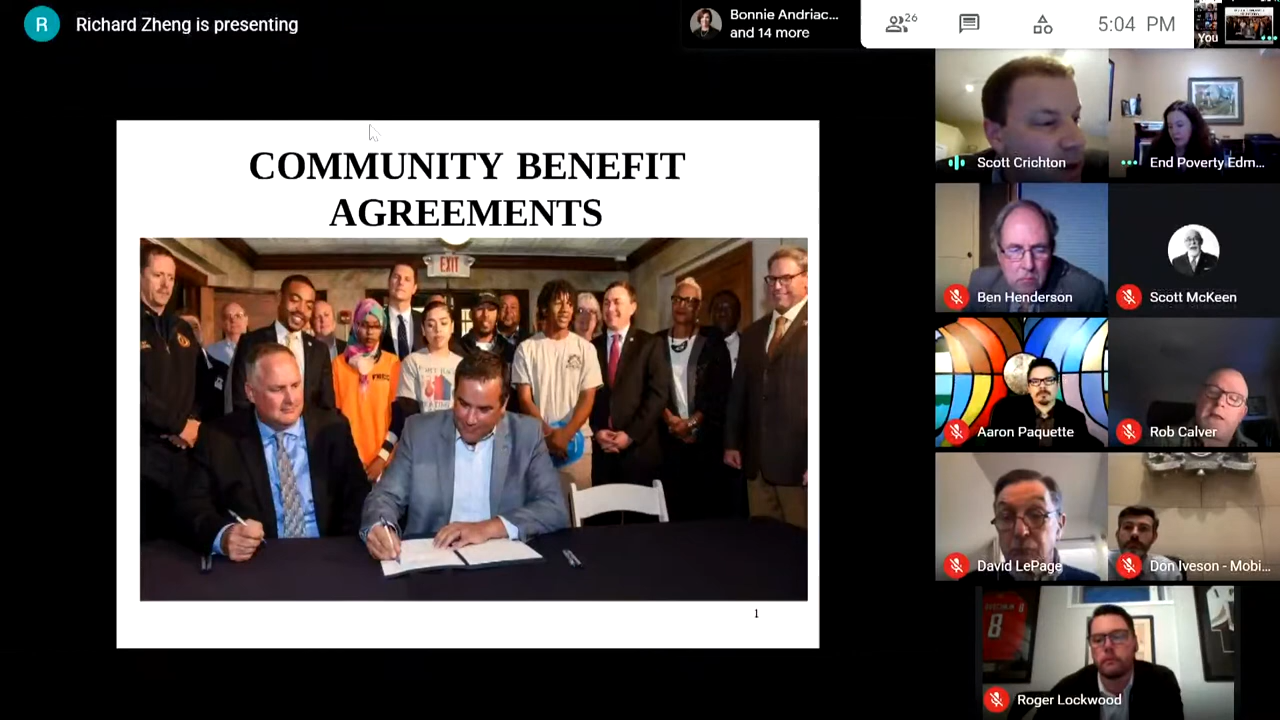 R
Richard Zheng is presenting
Bonnie Andriac...
and 14 more
26
5:04 PM
You
COMMUNITY BENEFIT
AGREEMENTS
EXIT
1
Scott Crichton
End Poverty Edm...
Ben Henderson
Scott McKeen
Aaron Paquette
Rob Calver
David LePage
Don Iveson - Mobi...
8
Roger Lockwood